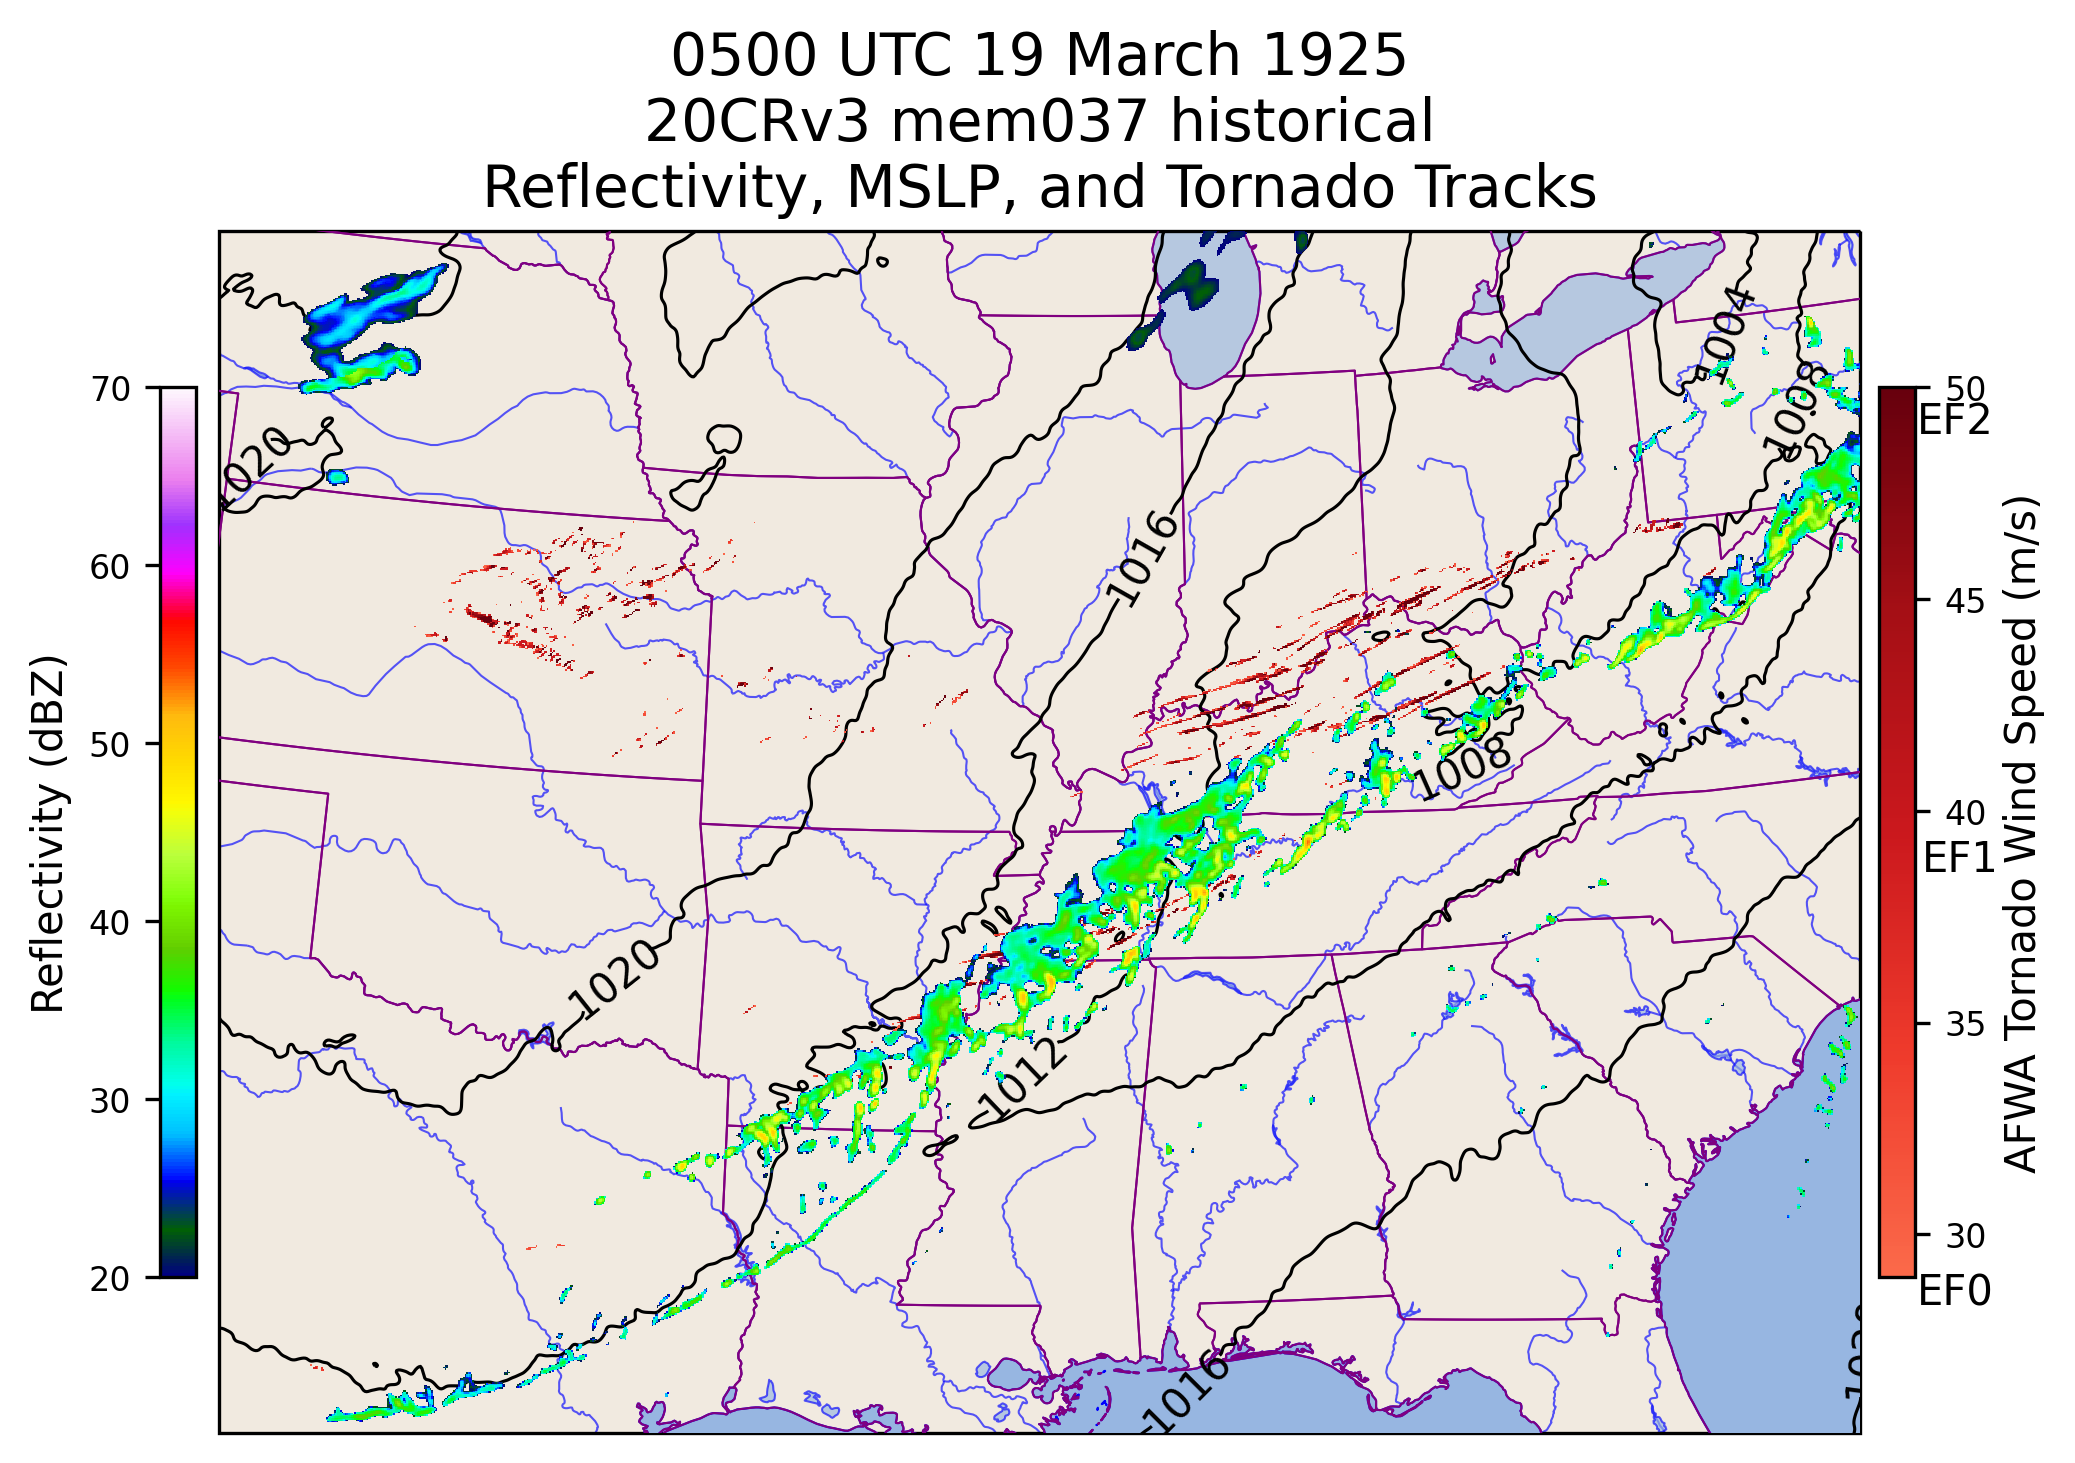 0500 UTC 19 March 1925
20CRv3 mem037 historical
Reflectivity, MSLP, and Tornado Tracks
70
60
50
40
30
20
Reflectivity (dBZ)
1004
1008
1020
1016
1008
1020
1012
1016
50
EF2
45
40
EF1
35
30
EF0
AFWA Tornado Wind Speed (m/s)